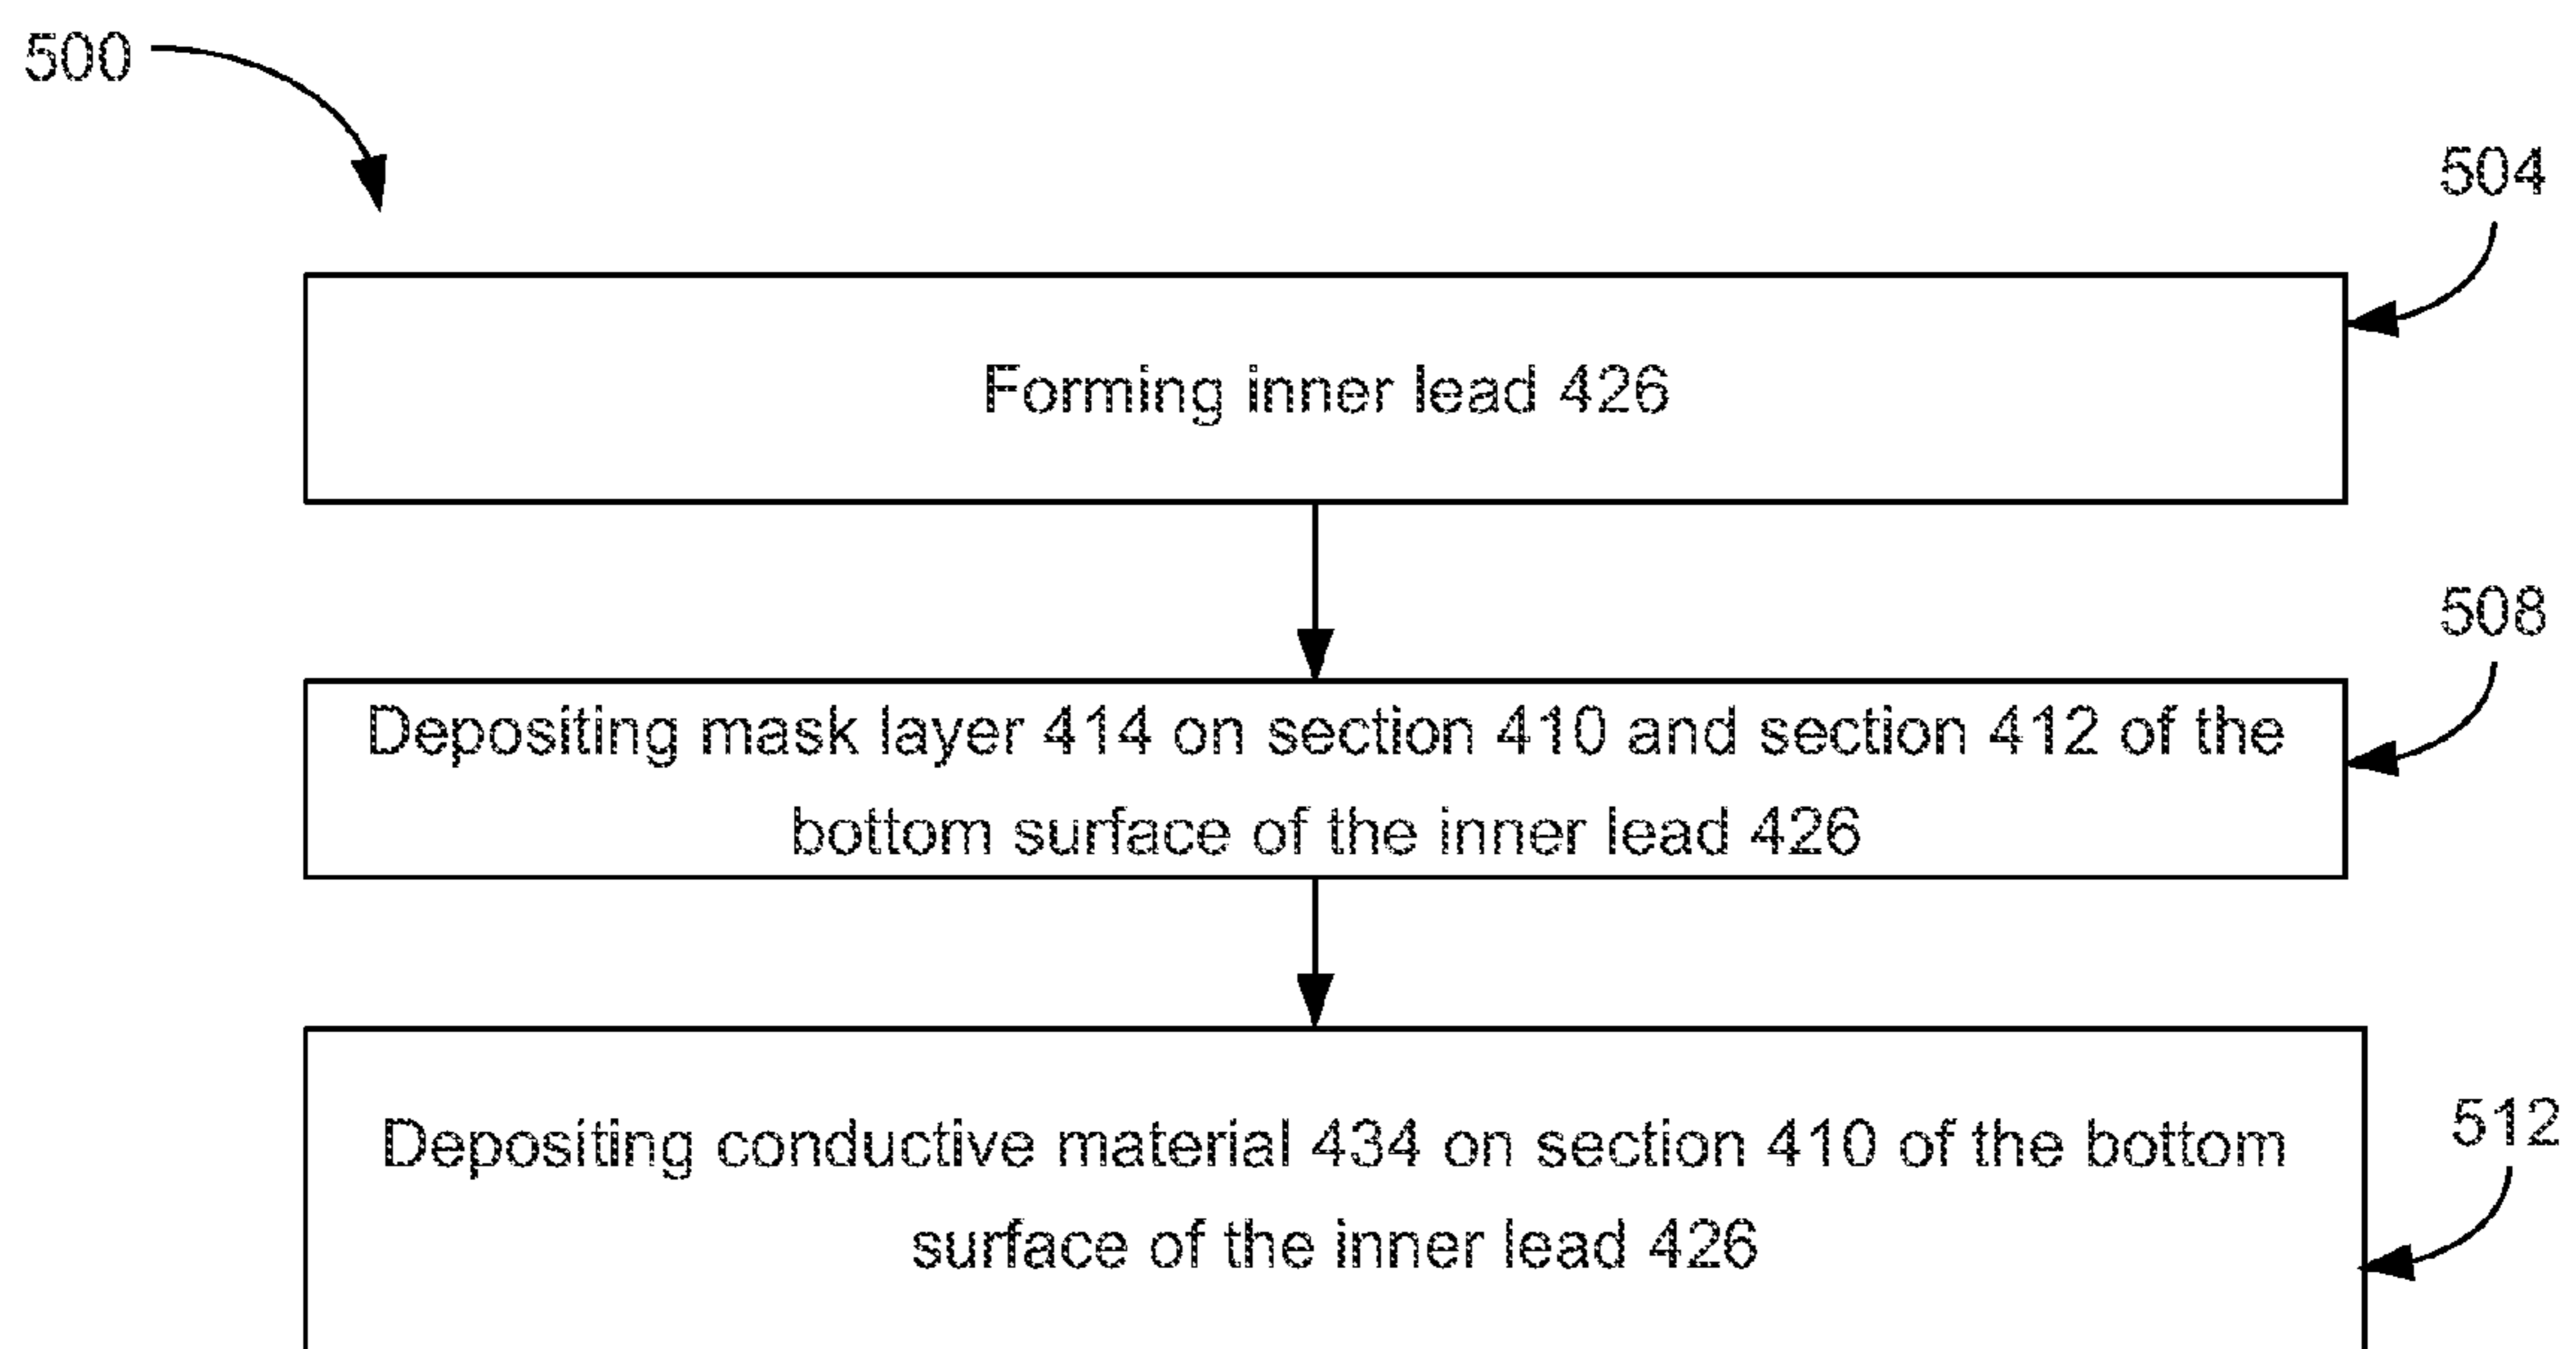 500
504
Forming inner lead 426
508
Depositing mask layer 414 on section 410 and section 412 of the
bottom surface of the inner lead 426
512
Depositing conductive material 434 on section 410 of the bottom
surface of the inner lead 426